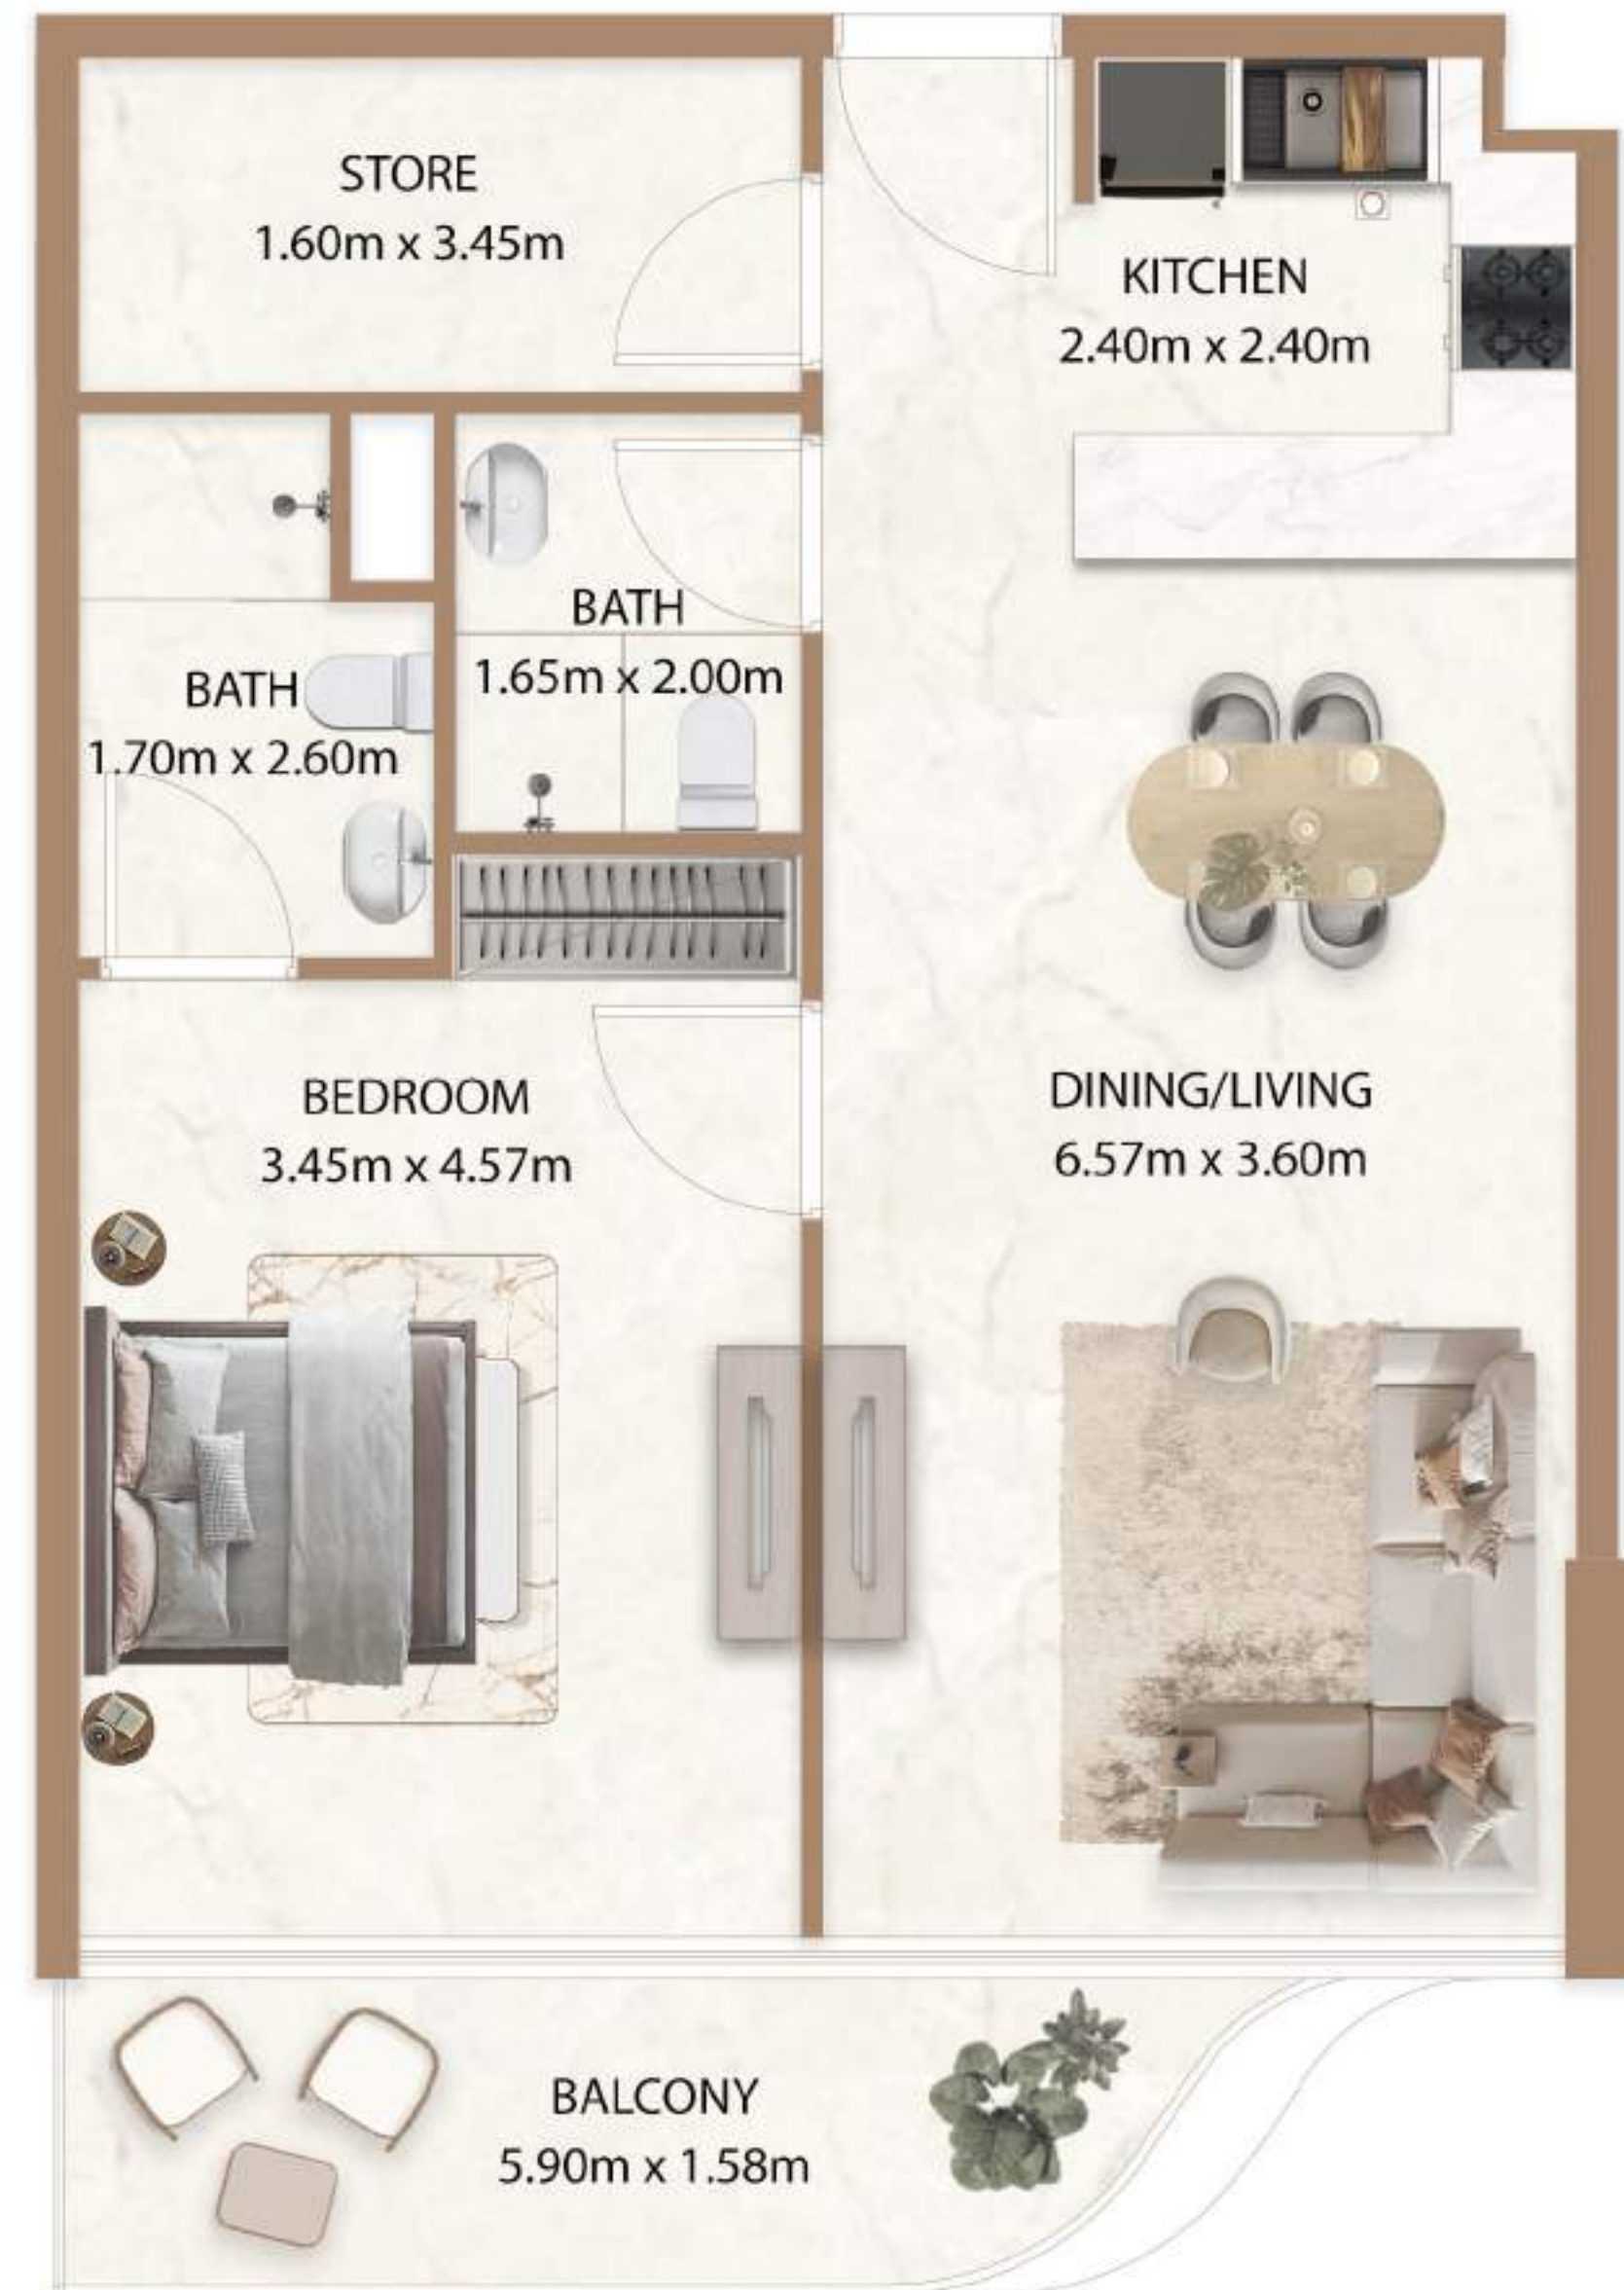 STORE
1.60m x 3.45m
KITCHEN
2.40m x 2.40m
BATH
1.65m x 2.00m
BATH
1.70m x 2.60m
BEDROOM
3.45m x 4.57m
DINING/LIVING
6.57m x 3.60m
BALCONY
5.90m x 1.58m